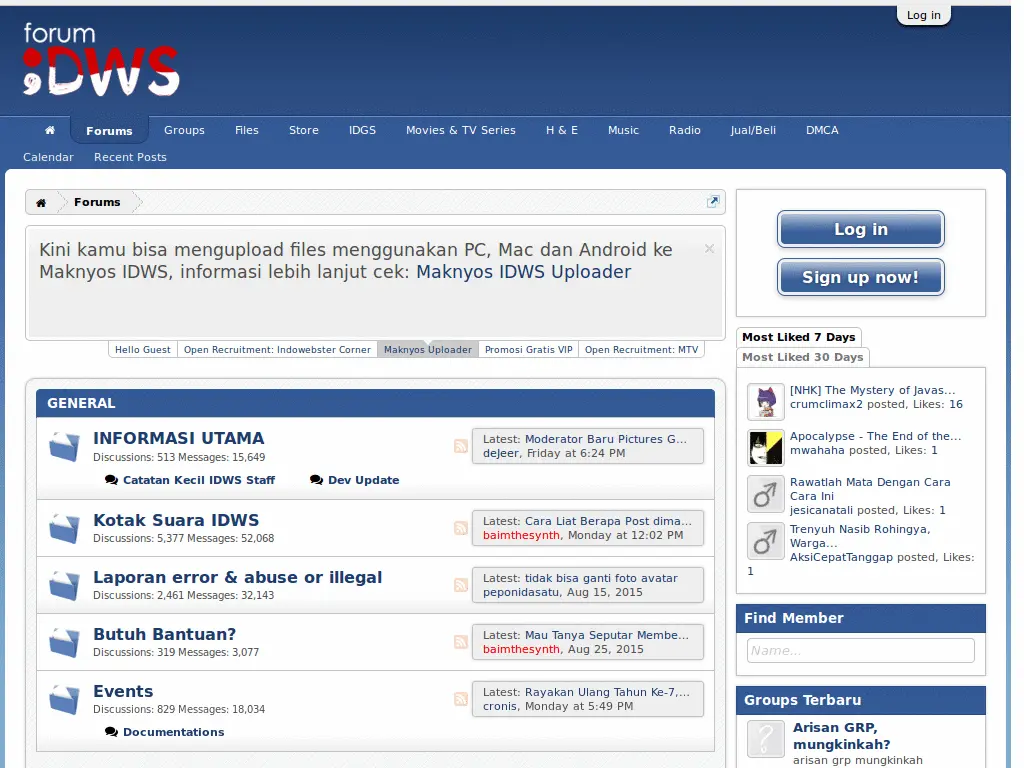 Log in
forum
iDWS
Forums
Groups
Files
Store
IDGS
Movies & TV Series
H & E
Music
Radio
Jual/Beli
DMCA
Calendar
Recent Posts
Forums
Kini kamu bisa mengupload files menggunakan PC, Mac dan Android ke
Maknyos IDWS, informasi lebih lanjut cek: Maknyos IDWS Uploader
Hello Guest
Open Recruitment: Indowebster Corner
Maknyos Uploader
Promosi Gratis VIP
Open Recruitment: MTV
GENERAL
INFORMASI UTAMA
Discussions: 513 Messages: 15,649
Latest: Moderator Baru Pictures G...
deJeer, Friday at 6:24 PM
Catatan Kecil IDWS Staff
Dev Update
Kotak Suara IDWS
Discussions: 5,377 Messages: 52,068
Latest: Cara Liat Berapa Post dima...
baimthesynth, Monday at 12:02 PM
Laporan error & abuse or illegal
Discussions: 2,461 Messages: 32,143
Latest: tidak bisa ganti foto avatar
peponidasatu, Aug 15, 2015
Butuh Bantuan?
Discussions: 319 Messages: 3,077
Latest: Mau Tanya Seputar Membe...
baimthesynth, Aug 25, 2015
Events
Discussions: 829 Messages: 18,034
Latest: Rayakan Ulang Tahun Ke-7,...
cronis, Monday at 5:49 PM
Documentations
Log in
Sign up now!
Most Liked 7 Days
Most Liked 30 Days
[NHK] The Mystery of Javas...
crumclimax2 posted, Likes: 16
Apocalypse - The End of the...
mwahaha posted, Likes: 1
Rawatlah Mata Dengan Cara
Cara Ini
jesicanatali posted, Likes: 1
Trenyuh Nasib Rohingya,
Warga...
AksiCepatTanggap posted, Likes:
1
Find Member
Name...
Groups Terbaru
Arisan GRP,
mungkinkah?
arisan grp mungkinkah